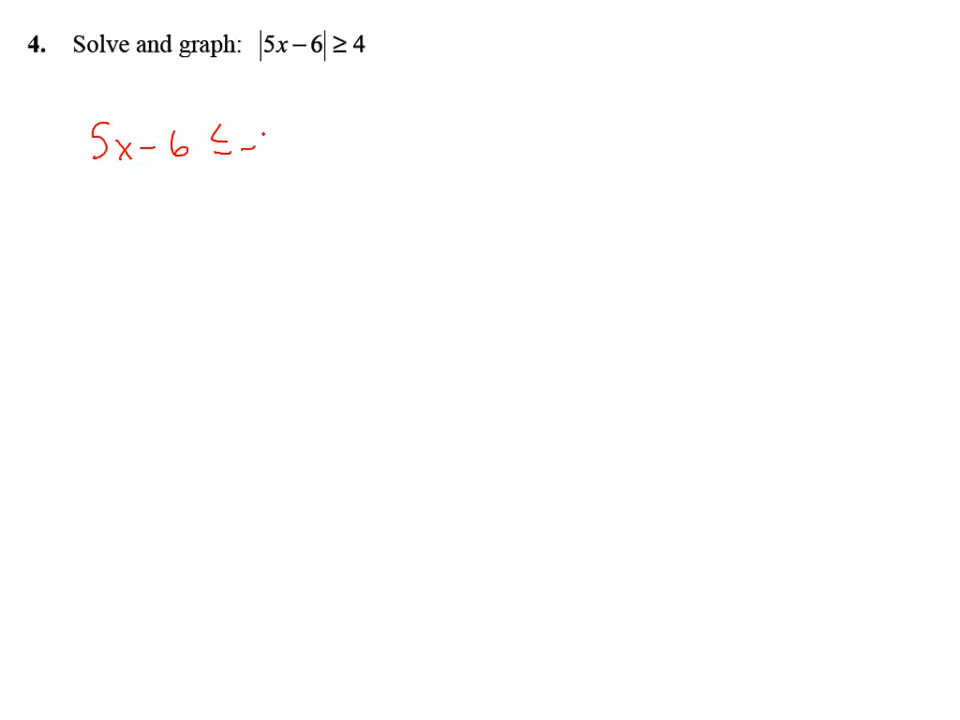 4. Solve and graph: |5x − 6| ≥ 4
5x − 6 ≤ −